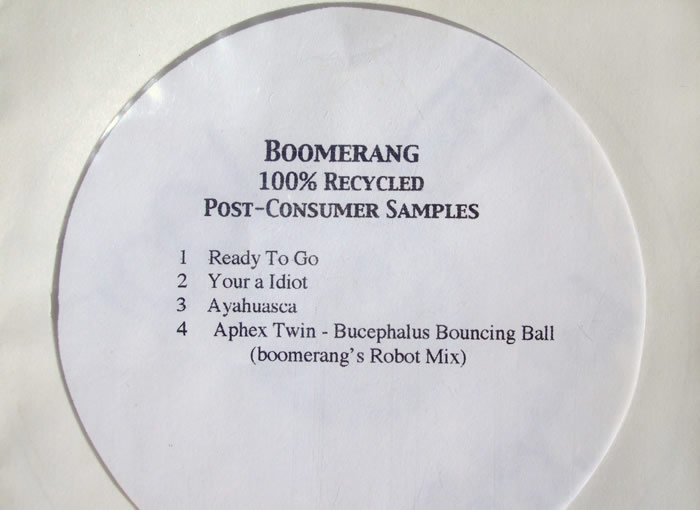 BOOMERANG
100% RECYCLED
POST-CONSUMER SAMPLES
1 Ready To Go
2 Your a Idiot
3 Ayahuasca
4 Aphex Twin - Bucephalus Bouncing Ball
(boomerang's Robot Mix)